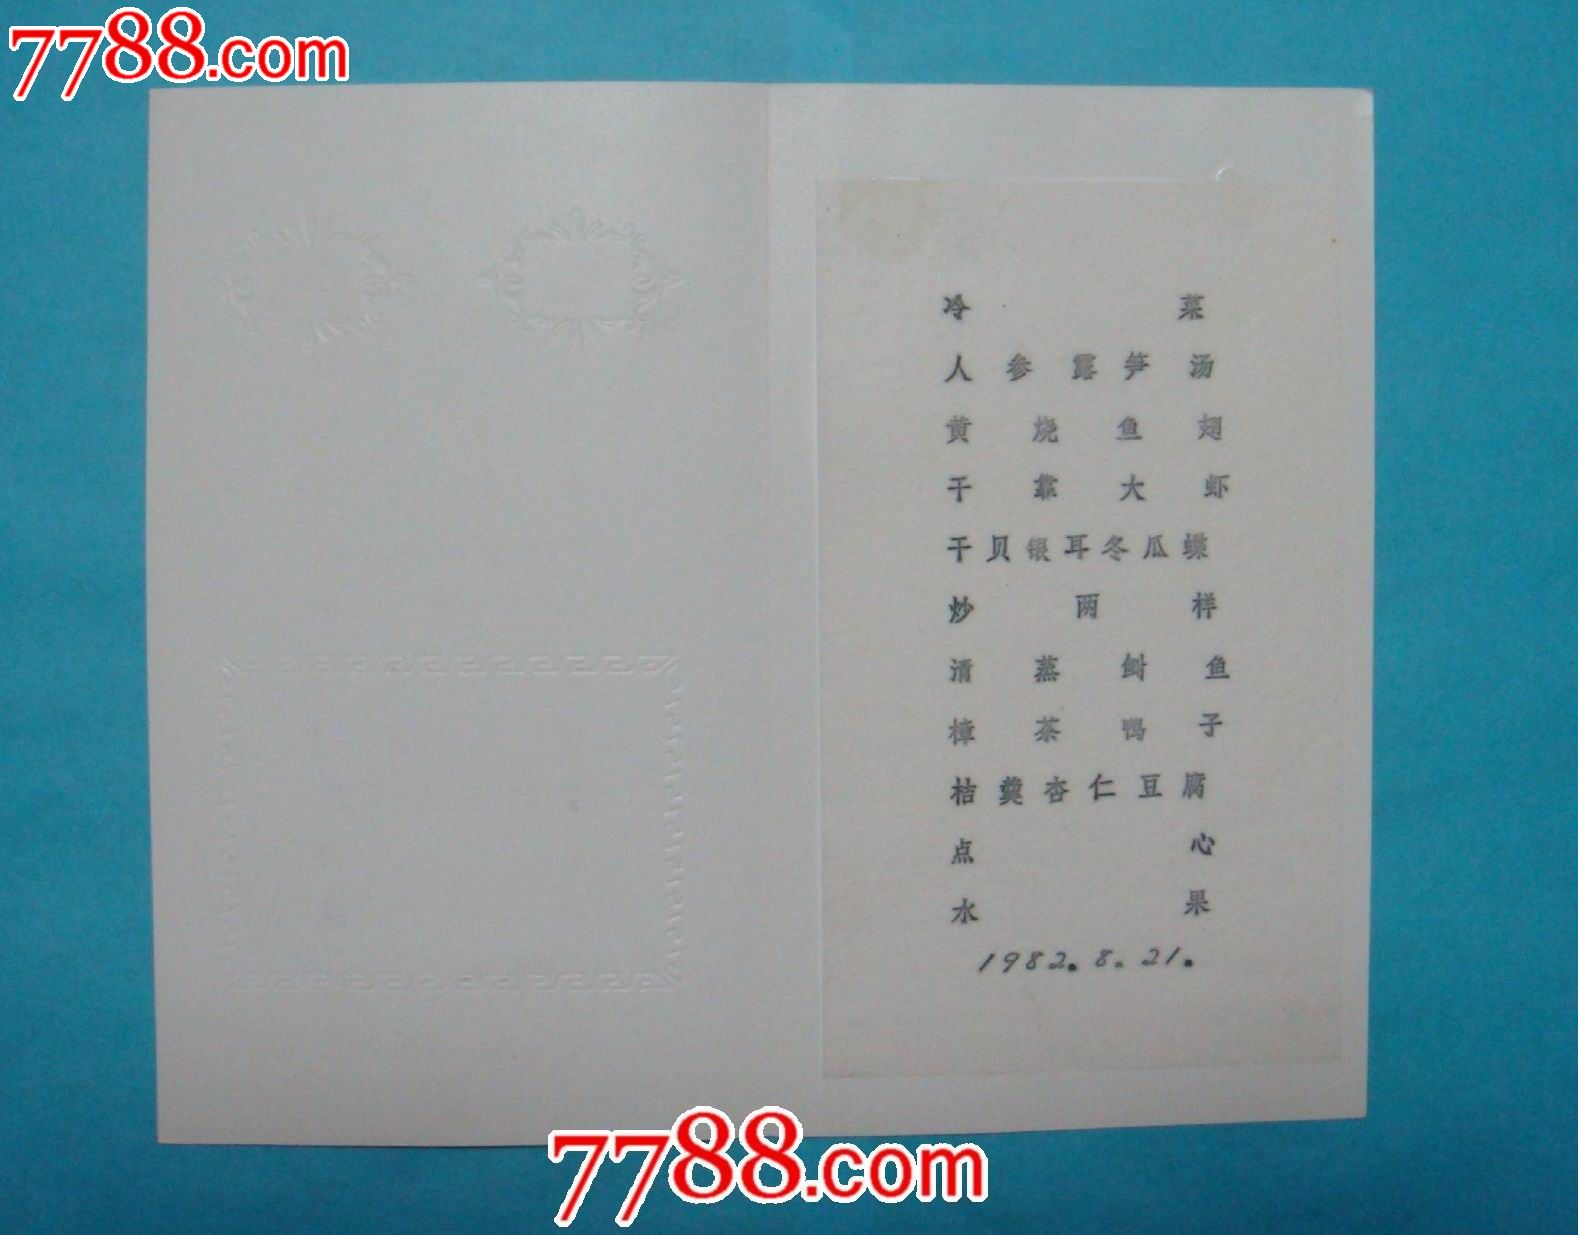 7788.com
冷菜
人参露笋汤
黄烧鱼翅
干靠大虾
干贝银耳冬瓜蝶
炒两样
清蒸鲥鱼
樟茶鸭子
桔羹杏仁豆腐
点心
水果
1982.8.21.
7788.com